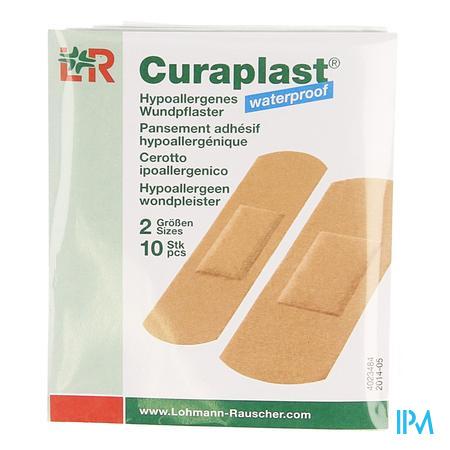 L R
Curaplast®
waterproof
Hypoallergenes
Wundpflaster
Pansement adhésif
hypoallergénique
Cerotto
ipoallergenico
Hypoallergeen
wondpleister
2 Größen
Sizes
10 Stk
pcs
4023484
2014-05
www.Lohmann-Rauscher.com
IPM